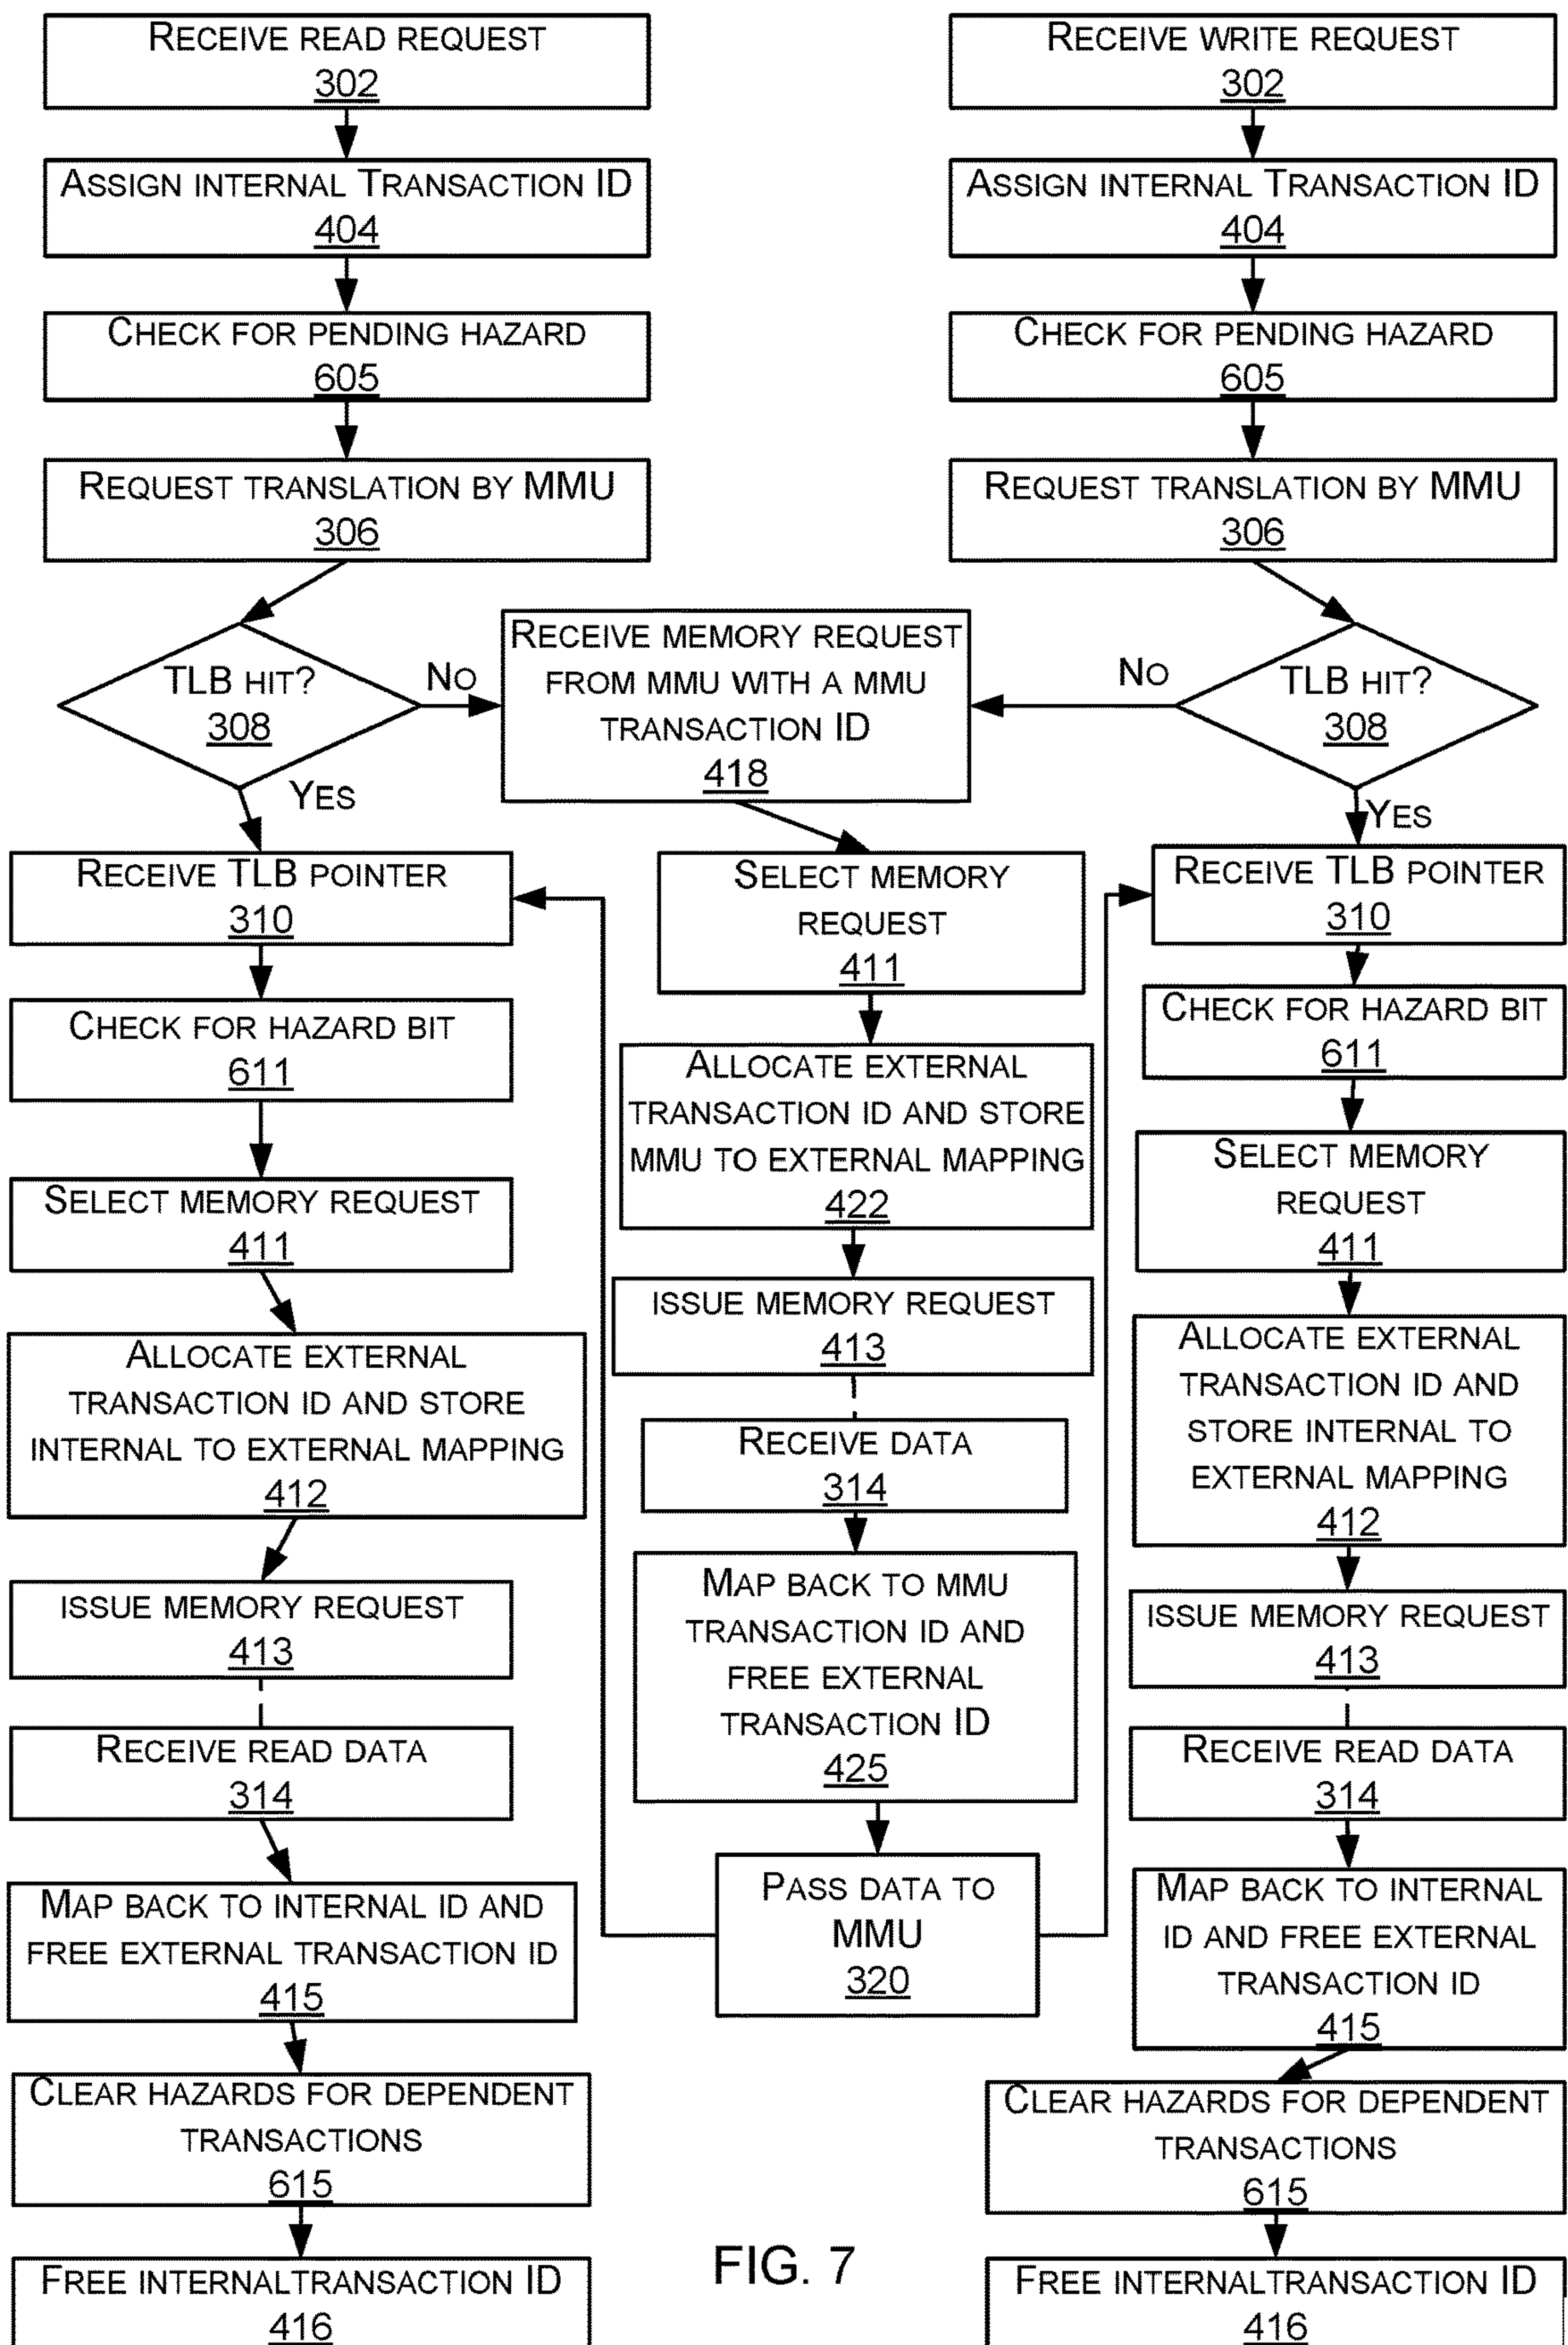 RECEIVE READ REQUEST
302
ASSIGN INTERNAL TRANSACTION ID
404
CHECK FOR PENDING HAZARD
605
REQUEST TRANSLATION BY MMU
306
TLB HIT?
308
NO
YES
RECEIVE TLB POINTER
310
CHECK FOR HAZARD BIT
611
SELECT MEMORY REQUEST
411
ALLOCATE EXTERNAL
TRANSACTION ID AND STORE
INTERNAL TO EXTERNAL MAPPING
412
ISSUE MEMORY REQUEST
413
RECEIVE READ DATA
314
MAP BACK TO INTERNAL ID AND
FREE EXTERNAL TRANSACTION ID
415
CLEAR HAZARDS FOR DEPENDENT
TRANSACTIONS
615
FREE INTERNALTRANSACTION ID
416
RECEIVE MEMORY REQUEST
FROM MMU WITH A MMU
TRANSACTION ID
418
SELECT MEMORY
REQUEST
411
ALLOCATE EXTERNAL
TRANSACTION ID AND STORE
MMU TO EXTERNAL MAPPING
422
ISSUE MEMORY REQUEST
413
RECEIVE DATA
314
MAP BACK TO MMU
TRANSACTION ID AND
FREE EXTERNAL
TRANSACTION ID
425
PASS DATA TO
MMU
320
FIG. 7
RECEIVE WRITE REQUEST
302
ASSIGN INTERNAL TRANSACTION ID
404
CHECK FOR PENDING HAZARD
605
REQUEST TRANSLATION BY MMU
306
NO
TLB HIT?
308
YES
RECEIVE TLB POINTER
310
CHECK FOR HAZARD BIT
611
SELECT MEMORY
REQUEST
411
ALLOCATE EXTERNAL
TRANSACTION ID AND
STORE INTERNAL TO
EXTERNAL MAPPING
412
ISSUE MEMORY REQUEST
413
RECEIVE READ DATA
314
MAP BACK TO INTERNAL
ID AND FREE EXTERNAL
TRANSACTION ID
415
CLEAR HAZARDS FOR DEPENDENT
TRANSACTIONS
615
FREE INTERNALTRANSACTION ID
416